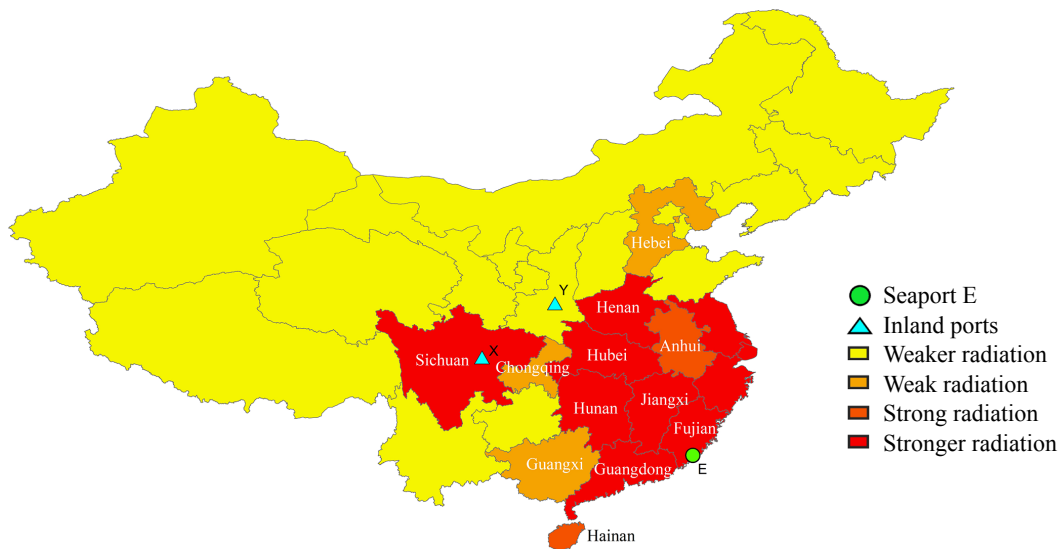 Hebei
Y
Henan
X
Sichuan
Chongqing
Hubei
Anhui
Hunan
Jiangxi
Fujian
Guangxi
Guangdong
E
Hainan
Seaport E
Inland ports
Weaker radiation
Weak radiation
Strong radiation
Stronger radiation